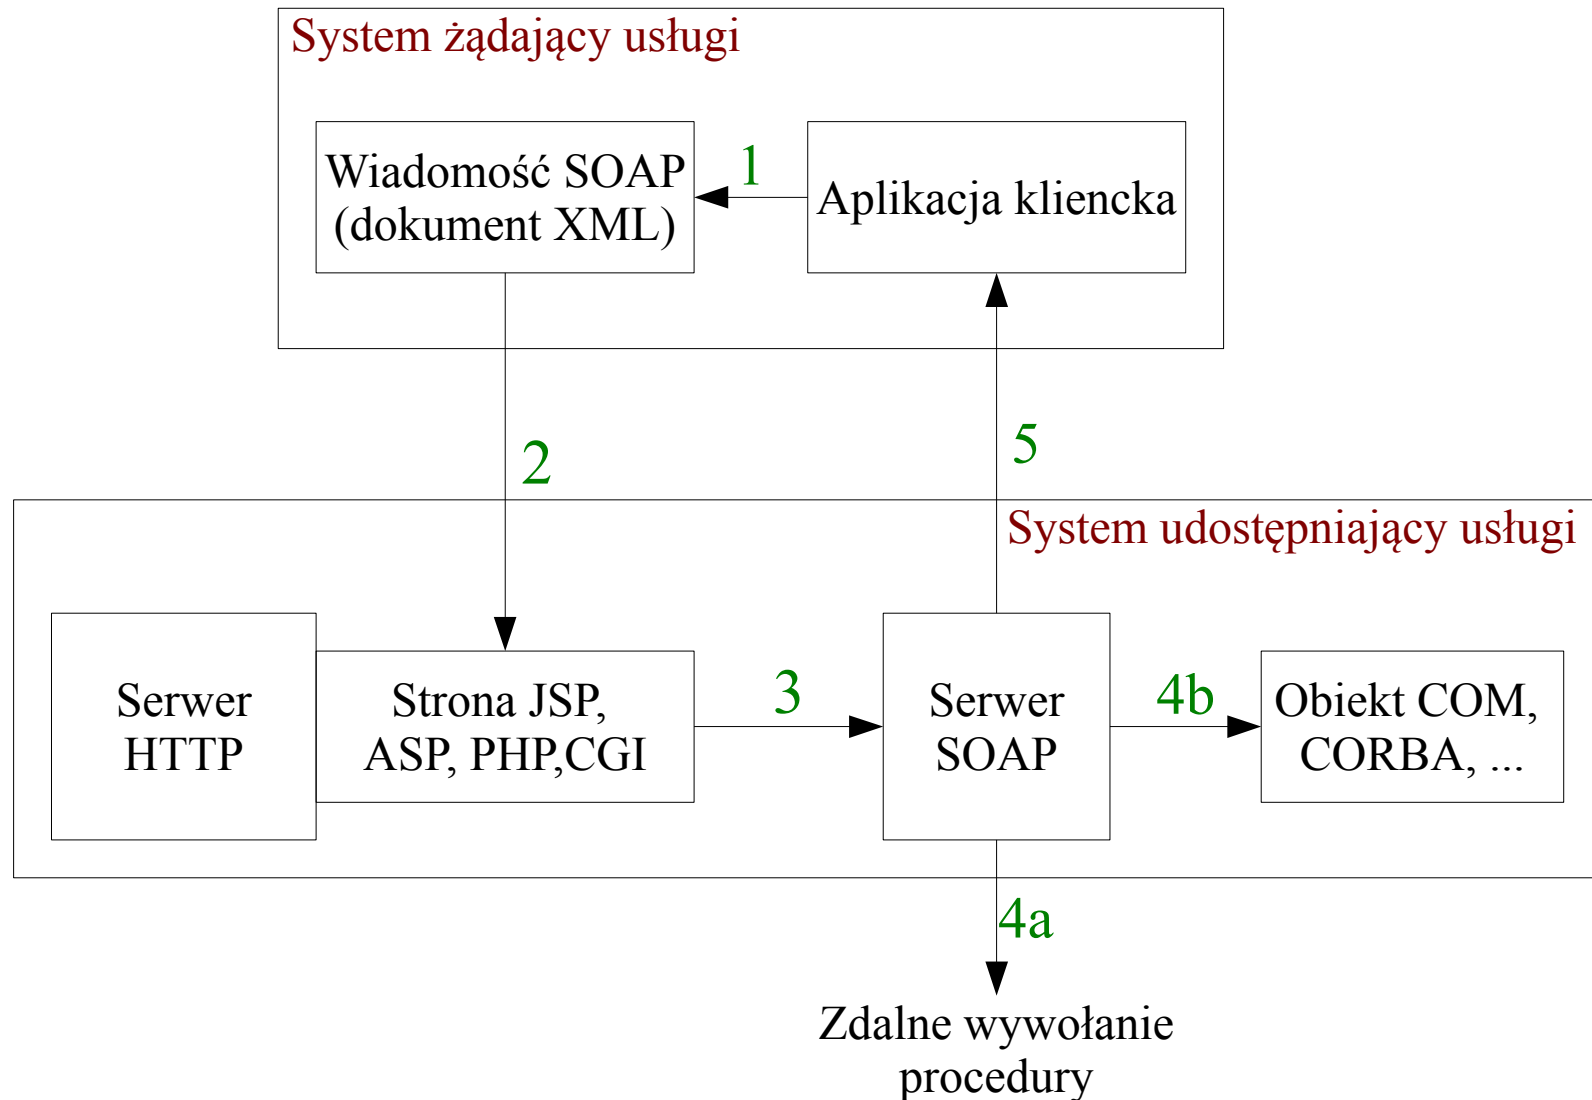 System żądający usługi
Wiadomość SOAP
(dokument XML)
1
Aplikacja kliencka
2
5
System udostępniający usługi
Serwer
HTTP
Strona JSP,
ASP, PHP,CGI
3
Serwer
SOAP
4b
Obiekt COM,
CORBA, ...
4a
Zdalne wywołanie
procedury